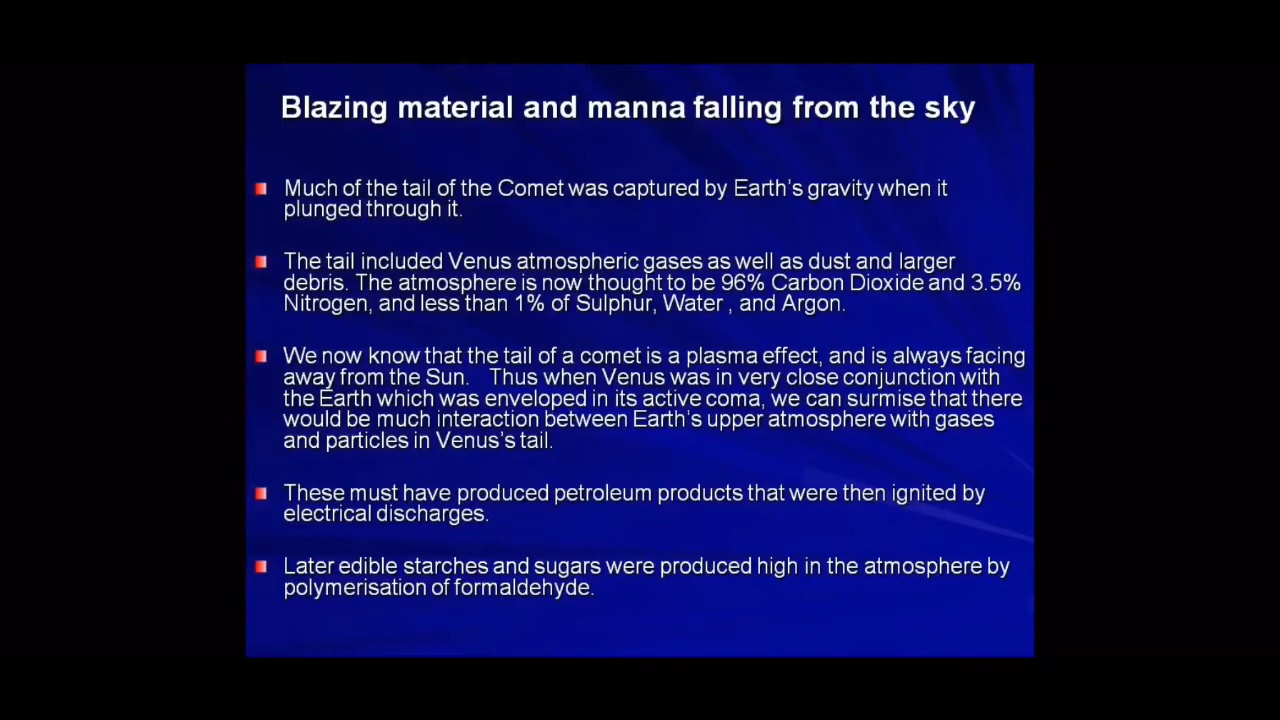 Blazing material and manna falling from the sky
Much of the tail of the Comet was captured by Earth's gravity when it
plunged through it.
The tail included Venus atmospheric gases as well as dust and larger
debris. The atmosphere is now thought to be 96% Carbon Dioxide and 3.5%
Nitrogen, and less than 1% of Sulphur, Water , and Argon.
We now know that the tail of a comet is a plasma effect, and is always facing
away from the Sun. Thus when Venus was in very close conjunction with
the Earth which was enveloped in its active coma, we can surmise that there
would be much interaction between Earth's upper atmosphere with gases
and particles in Venus's tail.
These must have produced petroleum products that were then ignited by
electrical discharges.
Later edible starches and sugars were produced high in the atmosphere by
polymerisation of formaldehyde.